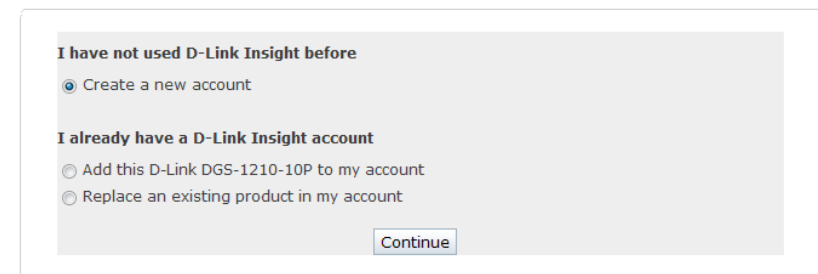 I have not used D-Link Insight before
Create a new account
I already have a D-Link Insight account
Add this D-Link DGS-1210-10P to my account
Replace an existing product in my account
Continue